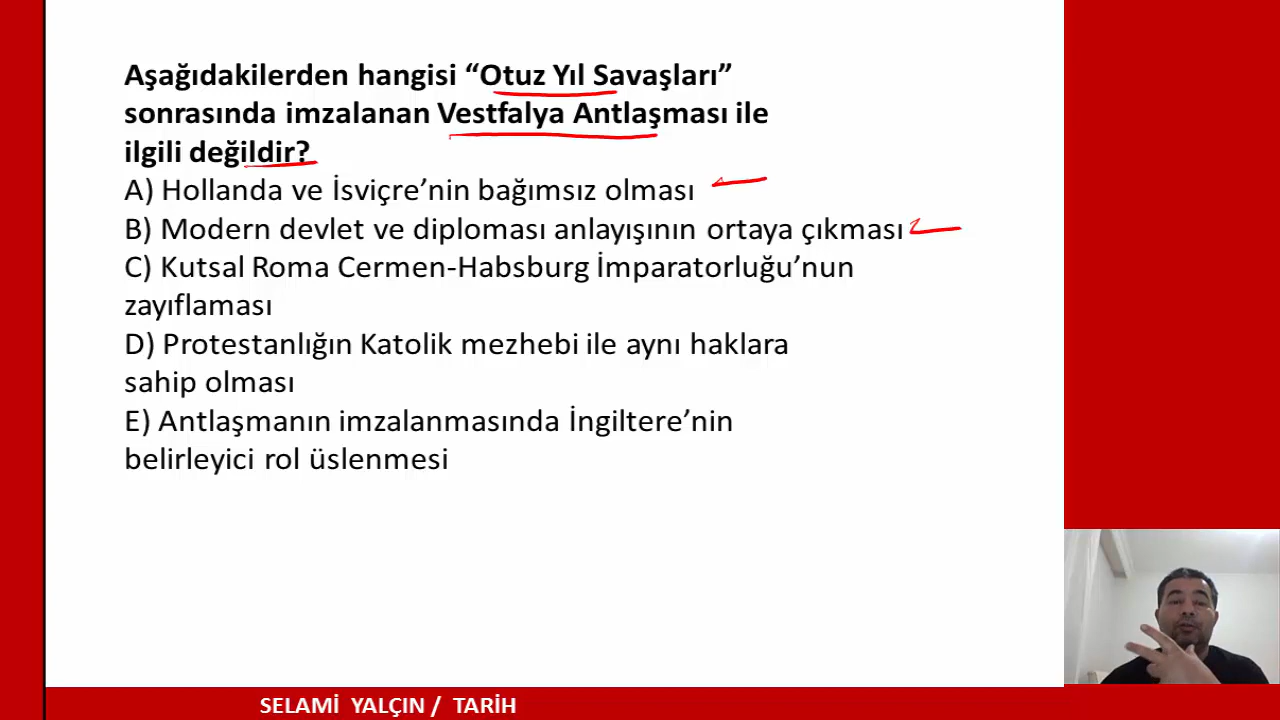 Aşağıdakilerden hangisi “Otuz Yıl Savaşları”
sonrasında imzalanan Vestfalya Antlaşması ile
ilgili değildir?
A) Hollanda ve İsviçre’nin bağımsız olması
B) Modern devlet ve diploması anlayışının ortaya çıkması
C) Kutsal Roma Cermen-Habsburg İmparatorluğu’nun
zayıflaması
D) Protestanlığın Katolik mezhebi ile aynı haklara
sahip olması
E) Antlaşmanın imzalanmasında İngiltere’nin
belirleyici rol üslenmesi
SELAMİ YALÇIN / TARİH